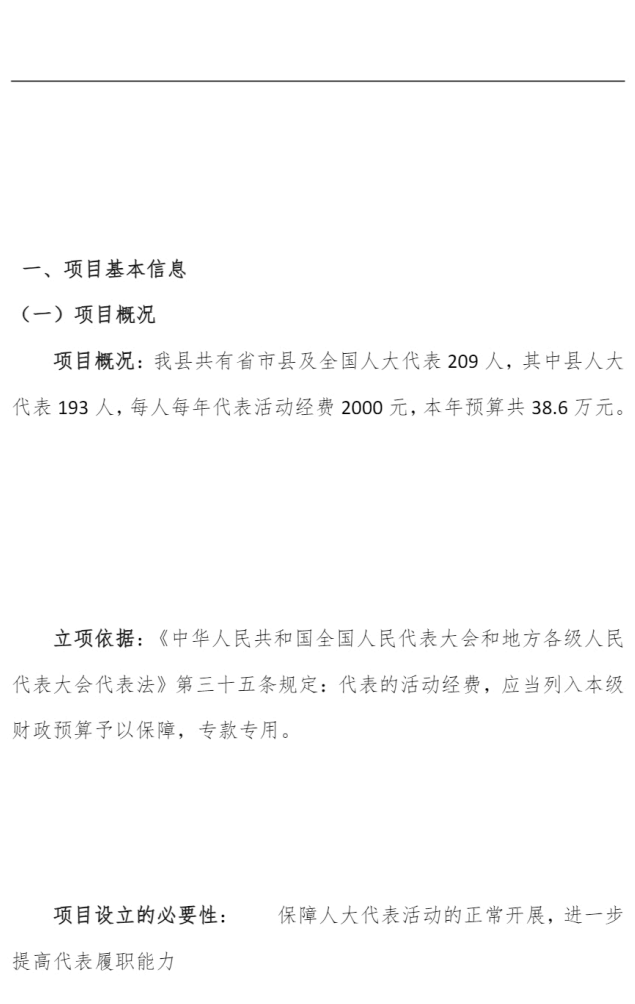 一、项目基本信息
（一）项目概况
项目概况：我县共有省市县及全国人大代表 209 人，其中县人大
代表 193 人，每人每年代表活动经费 2000 元，本年预算共 38.6 万元。
立项依据：《中华人民共和国全国人民代表大会和地方各级人民
代表大会代表法》第三十五条规定：代表的活动经费，应当列入本级
财政预算予以保障，专款专用。
项目设立的必要性： 保障人大代表活动的正常开展，进一步
提高代表履职能力